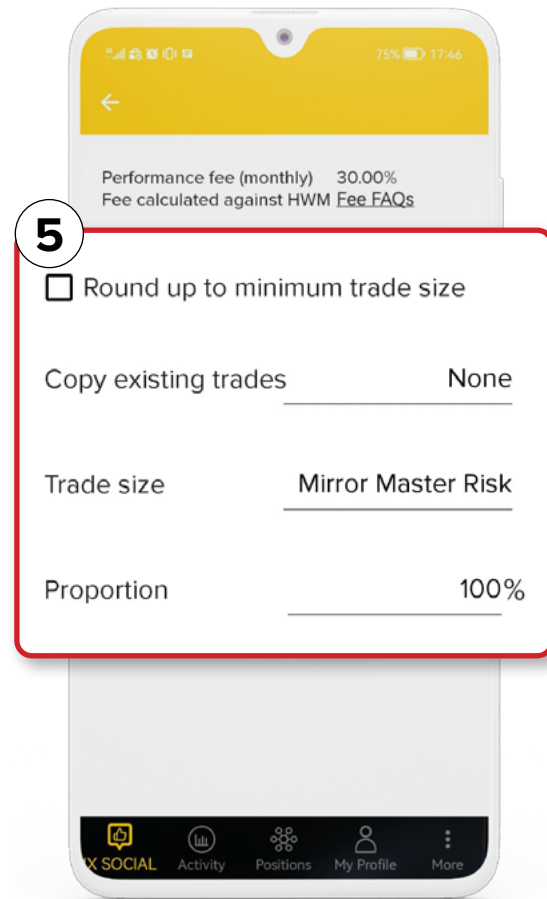 75% 17:46
Performance fee (monthly) 30.00%
Fee calculated against HWM Fee FAQs
5
Round up to minimum trade size
Copy existing trades None
Trade size Mirror Master Risk
Proportion 100%
X SOCIAL Activity Positions My Profile More